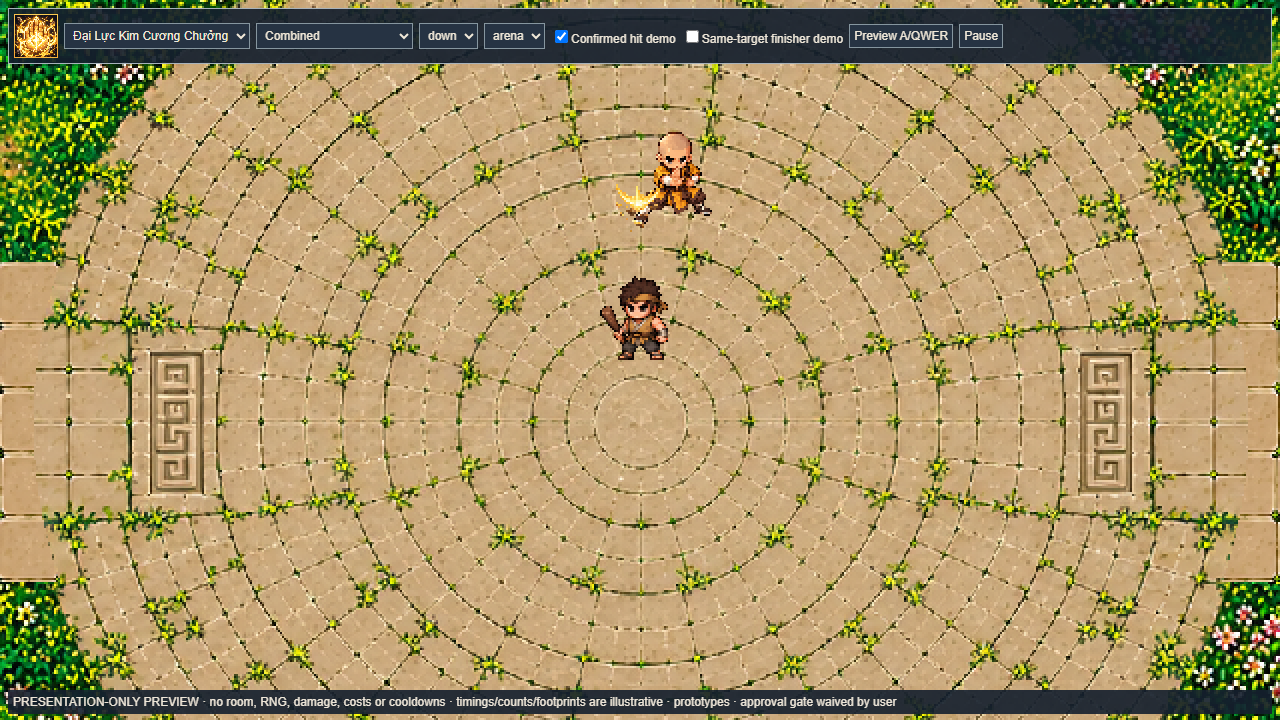 Đại Lực Kim Cương Chưởng Combined down arena Confirmed hit demo Same-target finisher demo Preview A/QWER Pause
PRESENTATION-ONLY PREVIEW · no room, RNG, damage, costs or cooldowns · timings/counts/footprints are illustrative · prototypes · approval gate waived by user